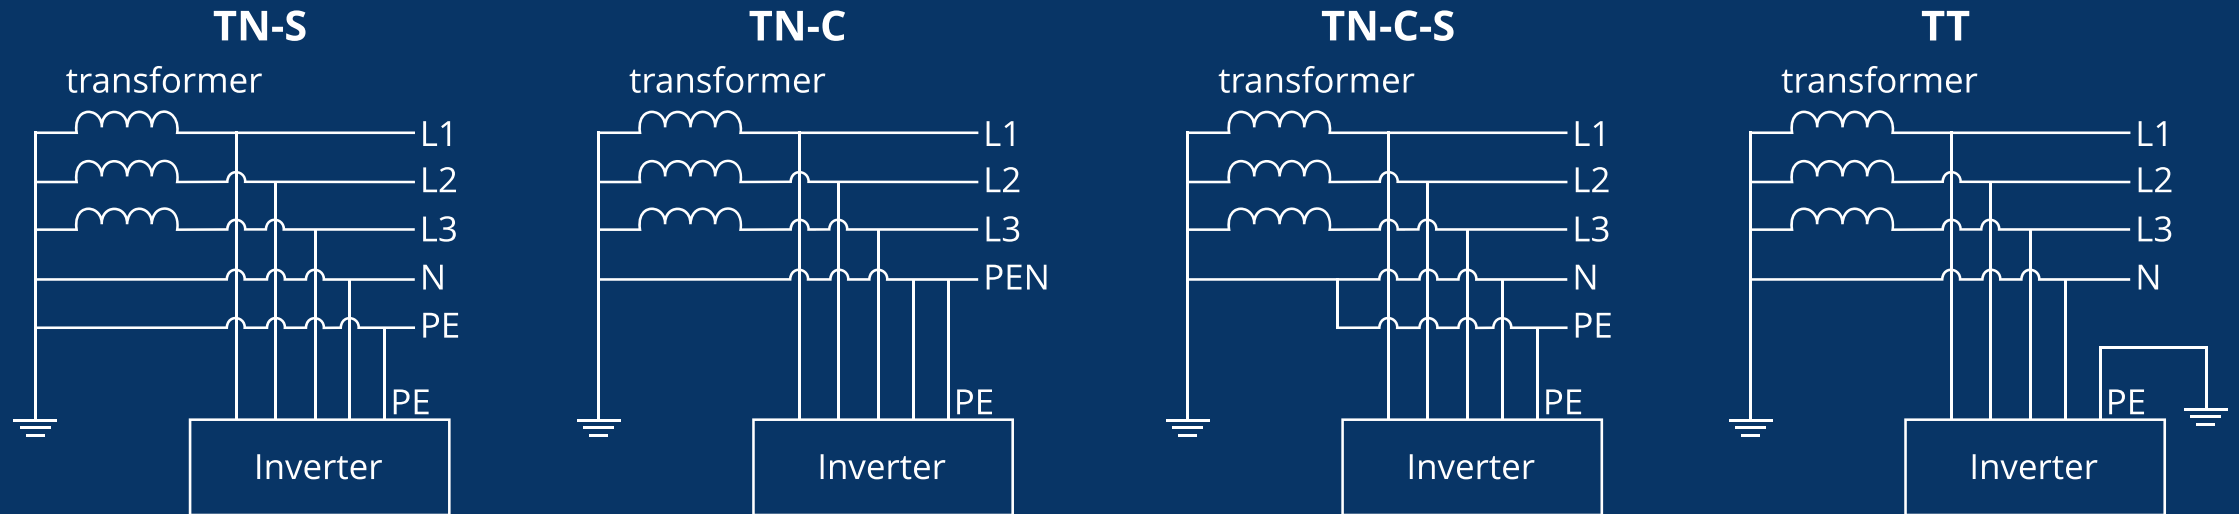 TN-S
transformer
L1
L2
L3
N
PE
PE
Inverter
TN-C
transformer
L1
L2
L3
PEN
PE
Inverter
TN-C-S
transformer
L1
L2
L3
N
PE
PE
Inverter
TT
transformer
L1
L2
L3
N
PE
Inverter